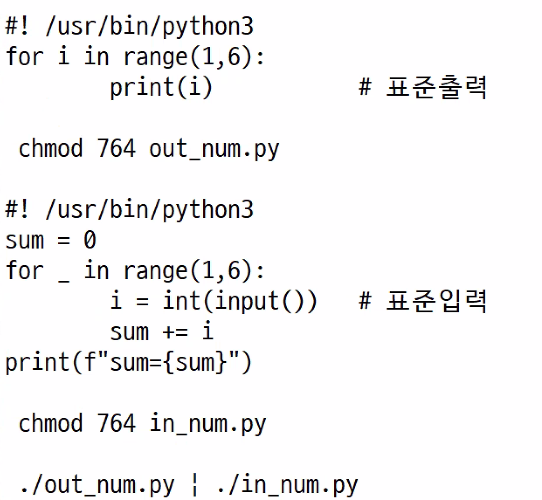 #! /usr/bin/python3
for i in range(1,6):
        print(i)            # 표준출력
 chmod 764 out_num.py
#! /usr/bin/python3
sum = 0
for _ in range(1,6):
        i = int(input())   # 표준입력
        sum += i
print(f"sum={sum}")
 chmod 764 in_num.py
 ./out_num.py | ./in_num.py